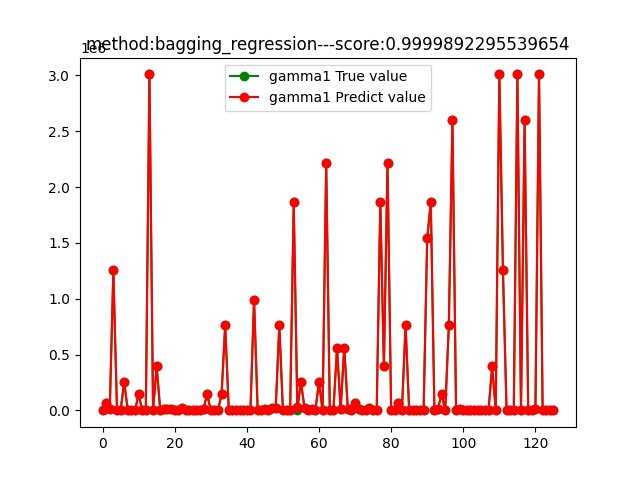 method:bagging_regression---score:0.9999892295539654
1e6
gamma1 True value
gamma1 Predict value
3.0
2.5
2.0
1.5
1.0
0.5
0.0
0 20 40 60 80 100 120